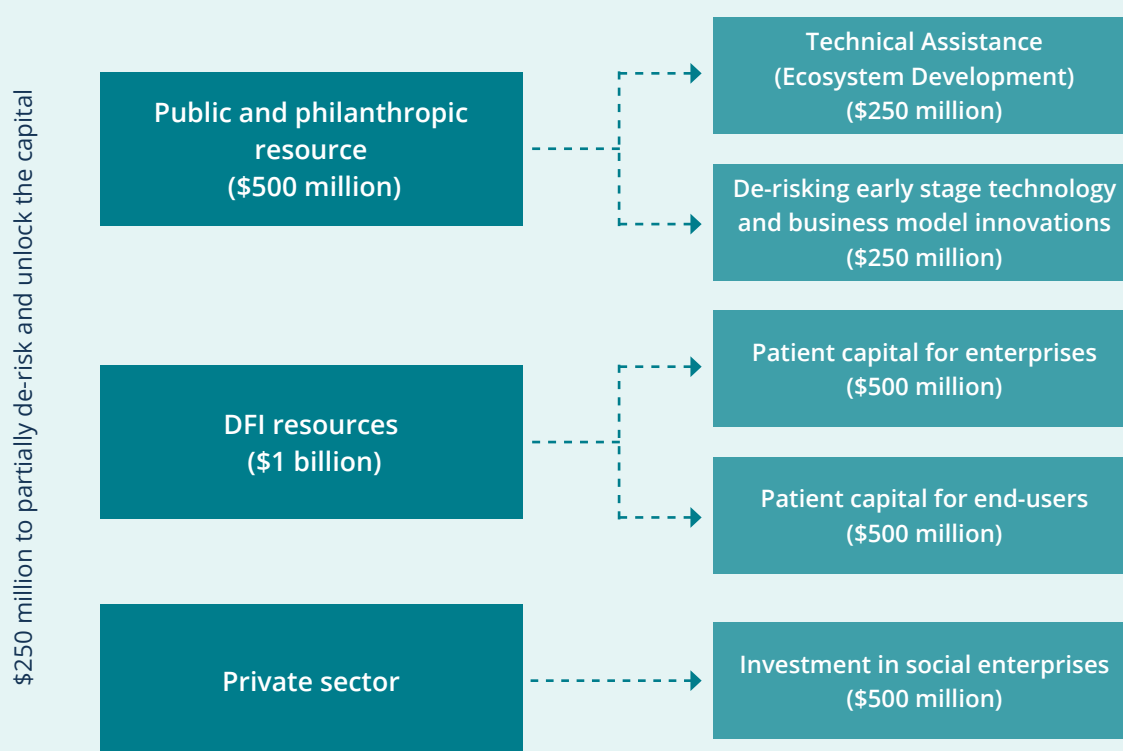 $250 million to partially de-risk and unlock the capital
Public and philanthropic
resource
($500 million)
Technical Assistance
(Ecosystem Development)
($250 million)
De-risking early stage technology
and business model innovations
($250 million)
DFI resources
($1 billion)
Patient capital for enterprises
($500 million)
Patient capital for end-users
($500 million)
Private sector
Investment in social enterprises
($500 million)